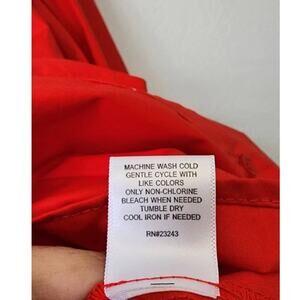 MACHINE WASH COLD
GENTLE CYCLE WITH
LIKE COLORS
ONLY NON-CHLORINE
BLEACH WHEN NEEDED
TUMBLE DRY
COOL IRON IF NEEDED
RN#23243